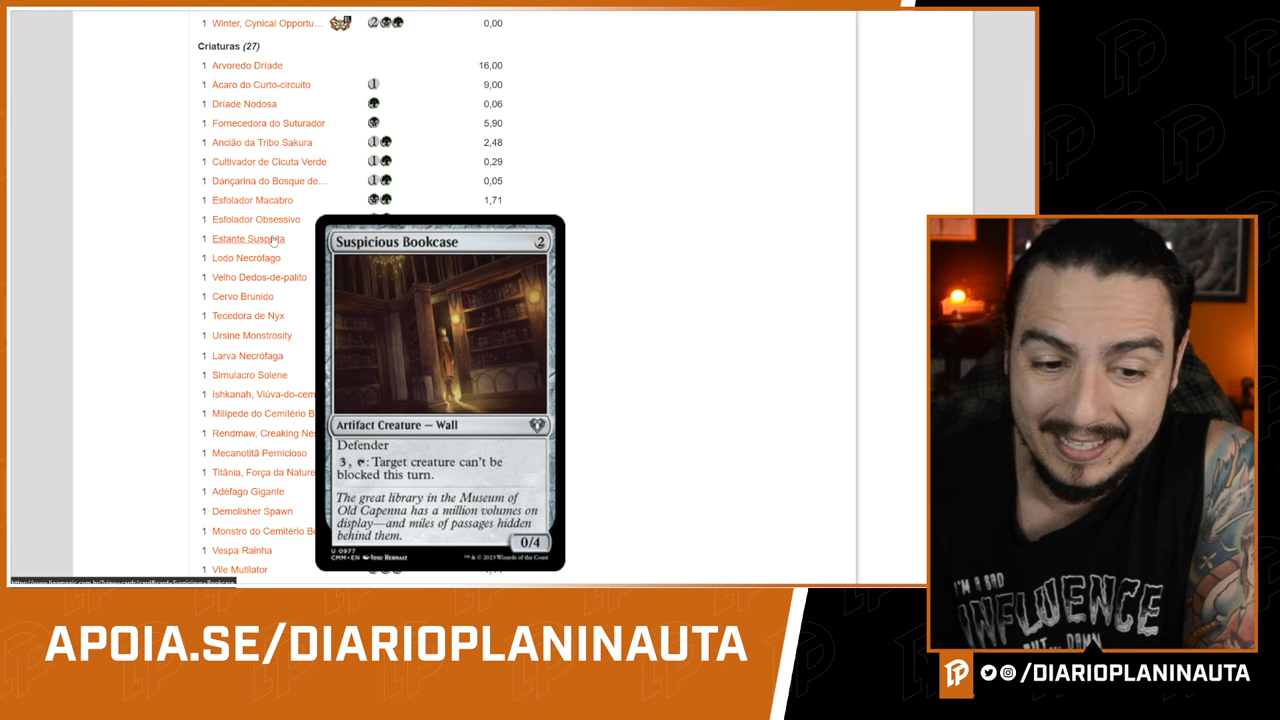 1 Winter, Cynical Opportu... 2 0,00
Criaturas (27)
1 Arvoredo Dríade 16,00
1 Ácaro do Curto-circuito 1 9,00
1 Dríade Nodosa 0,06
1 Fornecedora do Suturador 5,90
1 Ancião da Tribo Sakura 1 2,48
1 Cultivador de Cicuta Verde 1 0,29
1 Dançarina do Bosque de... 1 0,05
1 Esfolador Macabro 1,71
1 Esfolador Obsessivo
1 Estante
1 Lodo Necrófago
1 Velho Dedos-de-palito
1 Cervo Brunido
1 Tecedora de Nyx
1 Ursine Monstrosity
1 Larva Necrófaga
1 Simulacro Solene
1 Ishkanah, Viúva-do-cem
1 Milípede do Cemitério B
1 Rendmaw, Creaking Ne
1 Mecanotitã Pernicioso
1 Titânia, Força da Nature
1 Adéfago Gigante
1 Demolisher Spawn
1 Monstro do Cemitério Bo
1 Vespa Rainha
1 Vile Mutilator
Suspicious Bookcase 2
Artifact Creature — Wall
Defender
3, : Target creature can't be
blocked this turn.
The great library in the Museum of
Old Capenna has a million volumes on
display—and miles of passages hidden
behind them.
0/4
U 0977
CMM • EN
™ & © 2023 Wizards of the Coast
I'M A BAD
INFLUENCE
BUT DAMN
APOIA.SE/DIARIOPLANINAUTA
/DIARIOPLANINAUTA